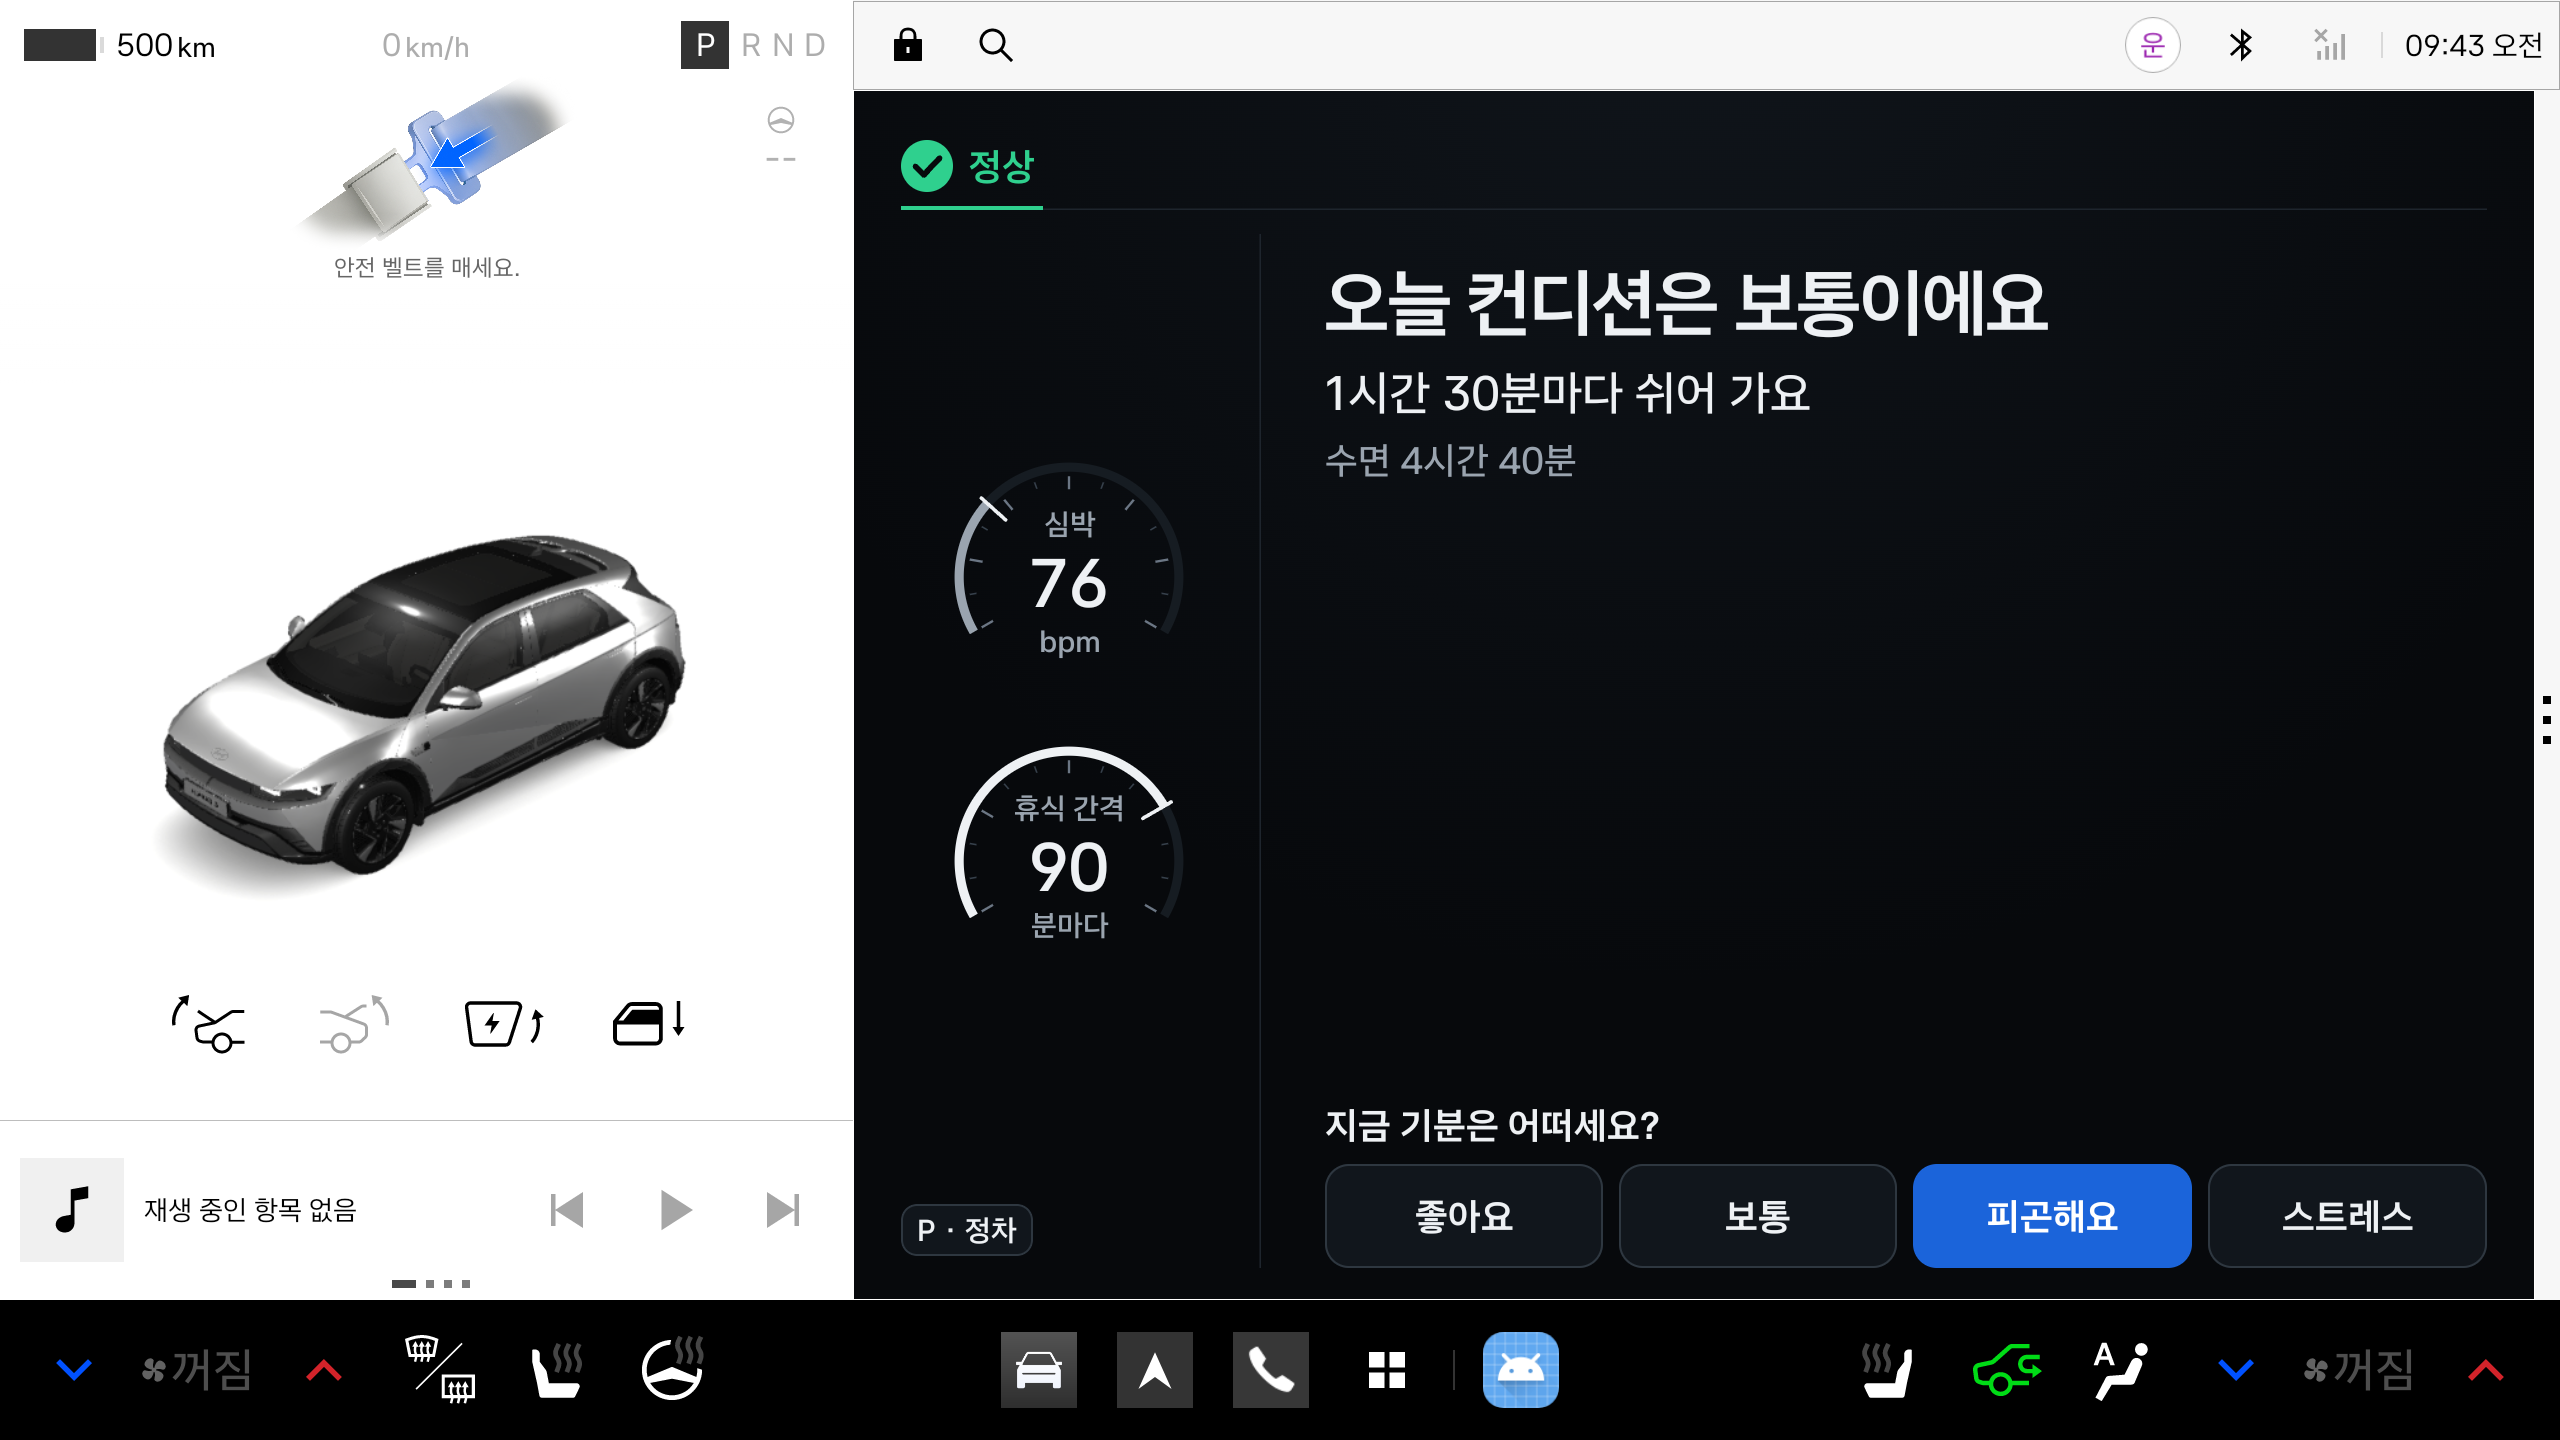 500 km
0 km/h
P R N D
안전 벨트를 매세요.
재생 중인 항목 없음
운
09:43 오전
정상
심박
76
bpm
휴식 간격
90
분마다
P · 정차
오늘 컨디션은 보통이에요
1시간 30분마다 쉬어 가요
수면 4시간 40분
지금 기분은 어떠세요?
좋아요
보통
피곤해요
스트레스
꺼짐
A
꺼짐